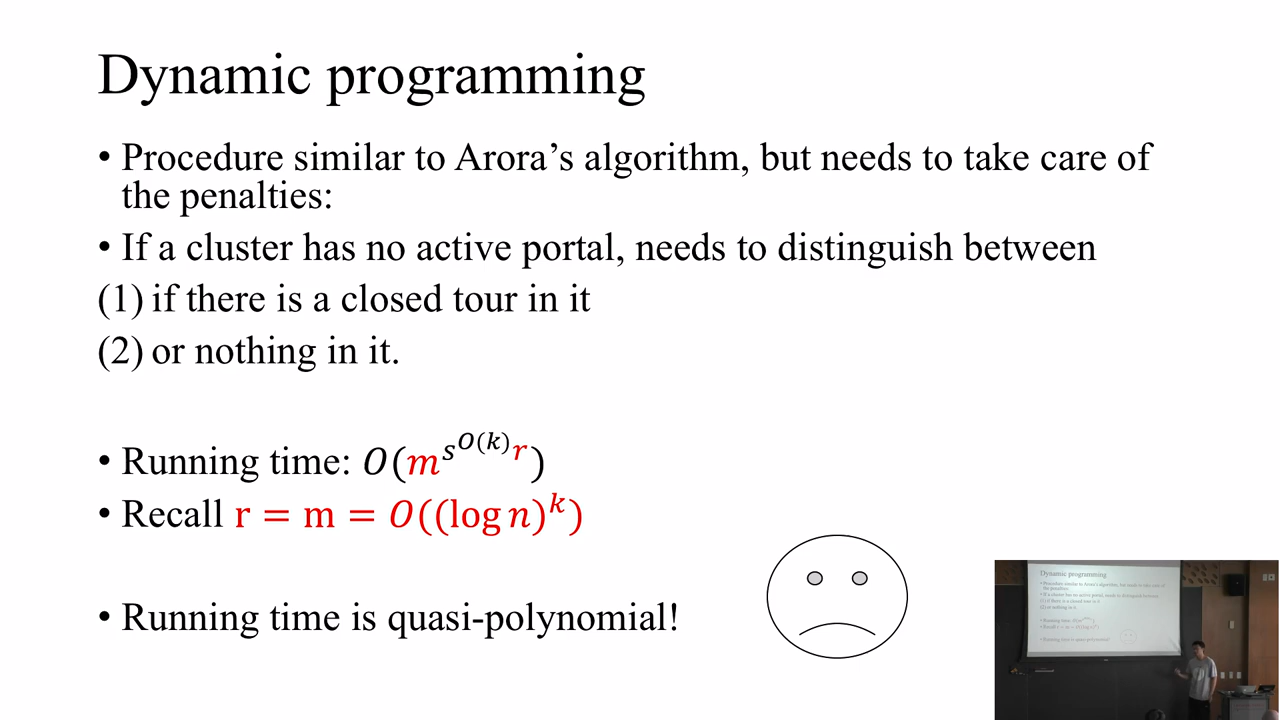 Dynamic programming
• Procedure similar to Arora’s algorithm, but needs to take care of
the penalties:
• If a cluster has no active portal, needs to distinguish between
(1) if there is a closed tour in it
(2) or nothing in it.
• Running time: $O(m^{s^{O(k)}r})$
• Recall $r = m = O((\log n)^k)$
• Running time is quasi-polynomial!
Dynamic programming